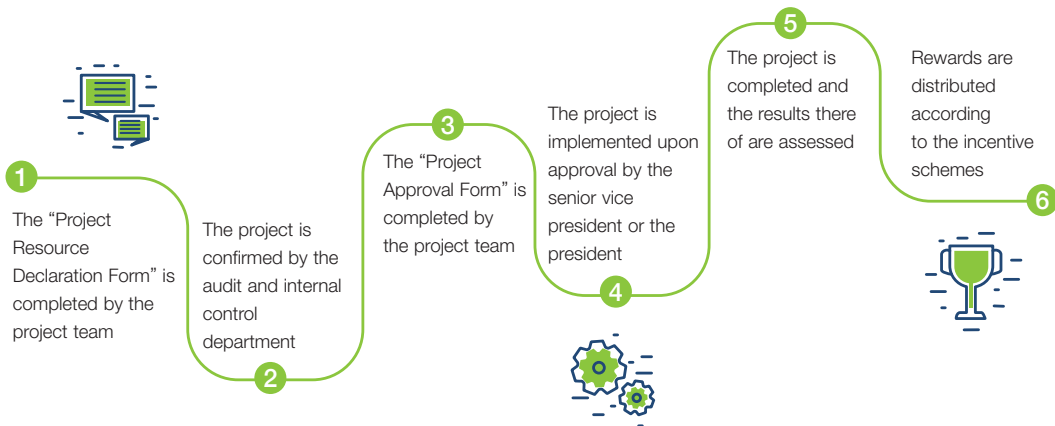 1
The “Project
Resource
Declaration Form” is
completed by the
project team
The project is
confirmed by the
audit and internal
control
department
2
3
The “Project
Approval Form” is
completed by
the project team
The project is
implemented upon
approval by the
senior vice
president or the
president
4
5
The project is
completed and
the results there
of are assessed
Rewards are
distributed
according
to the incentive
schemes
6